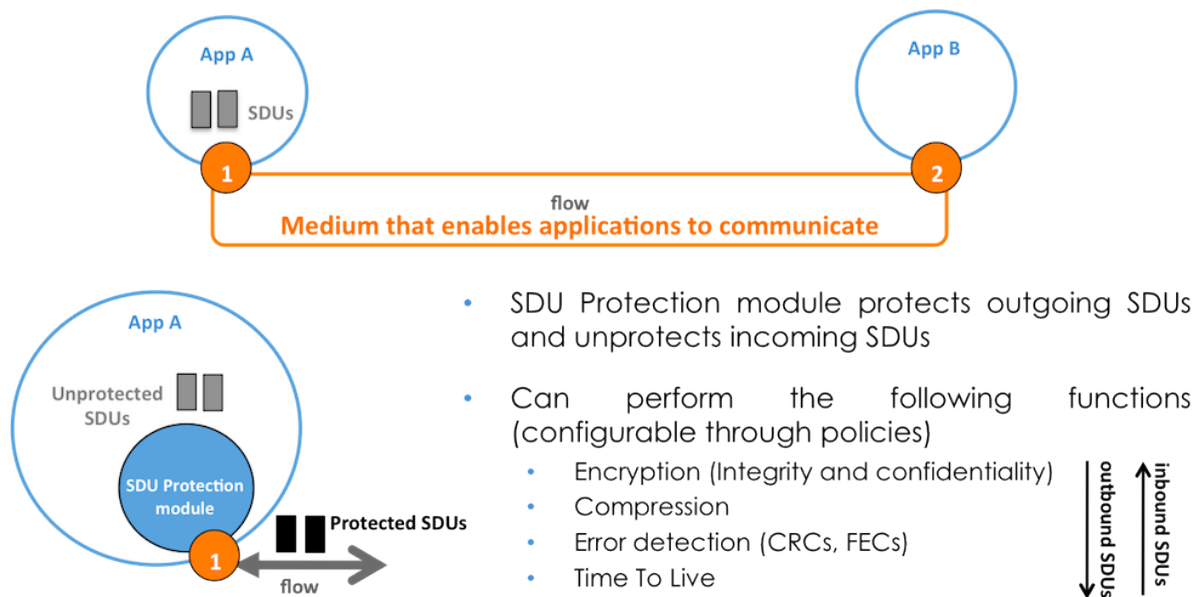 App A
App B
SDUs
1
2
flow
Medium that enables applications to communicate
App A
Unprotected
SDUs
SDU Protection
module
1
Protected SDUs
flow
• SDU Protection module protects outgoing SDUs
and unprotects incoming SDUs
• Can perform the following functions
(configurable through policies)
• Encryption (Integrity and confidentiality)
• Compression
• Error detection (CRCs, FECs)
• Time To Live
outbound SDUs
inbound SDUs